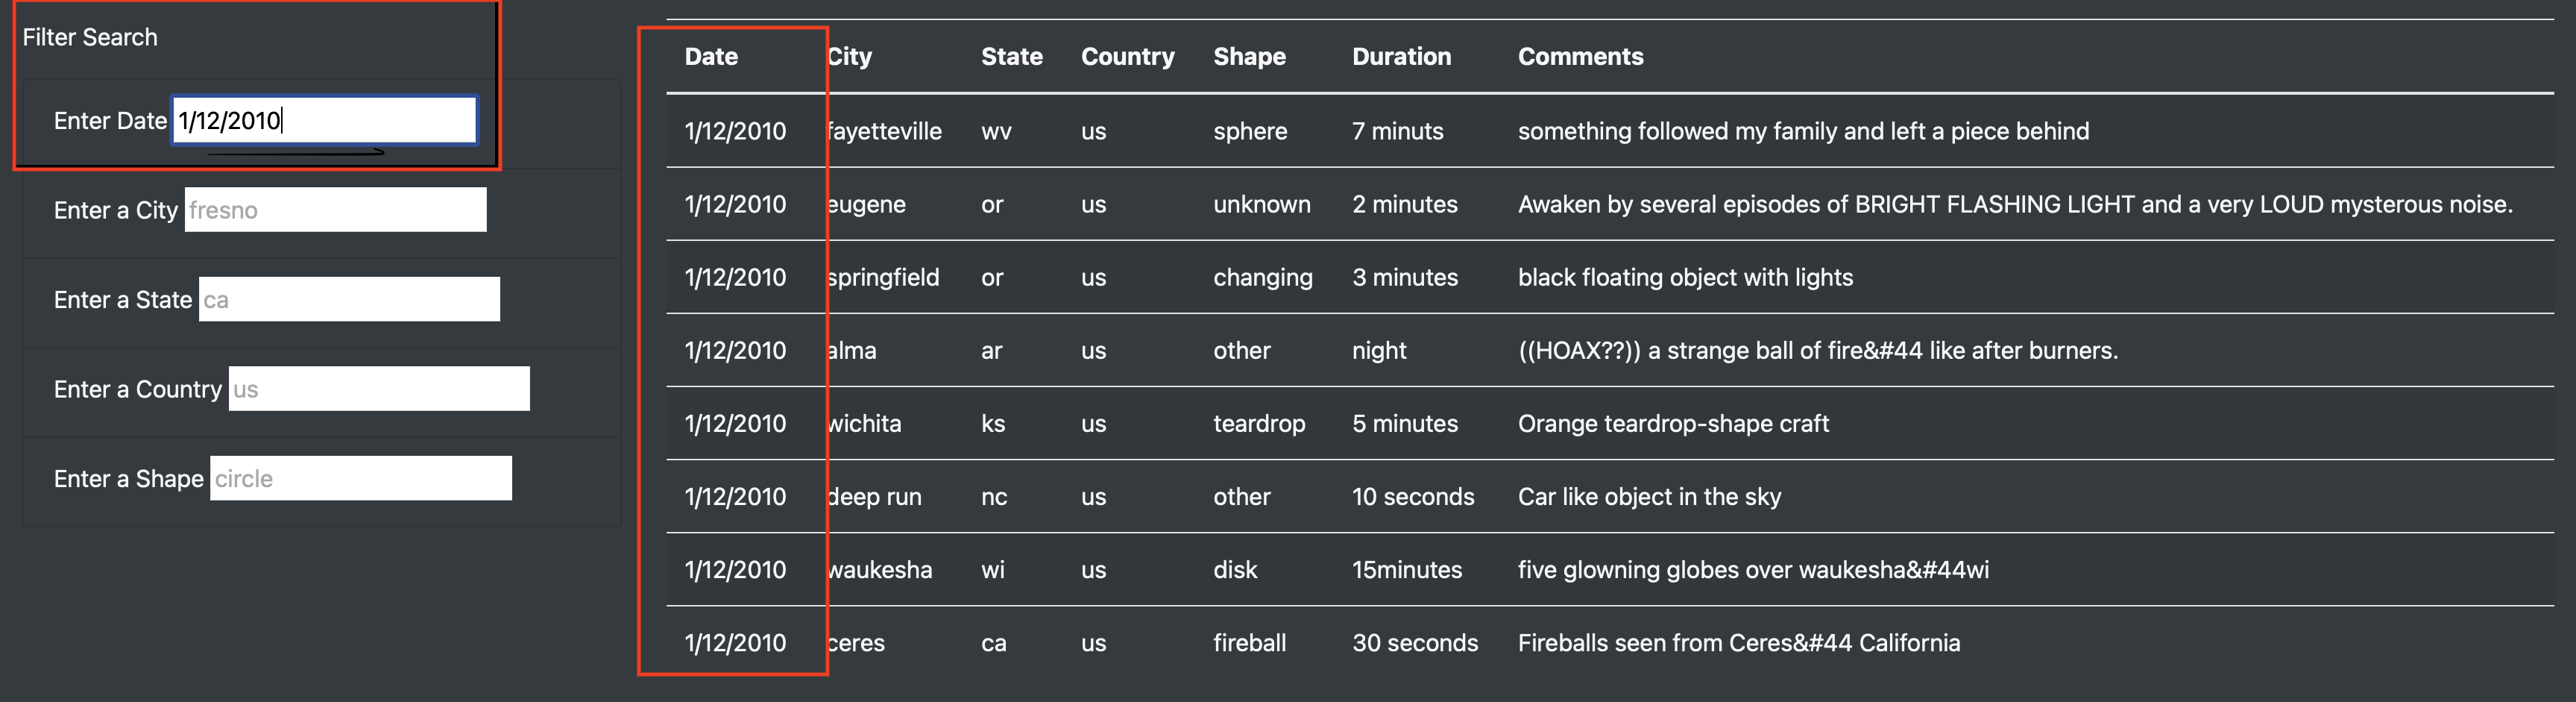 Filter Search
Enter Date 1/12/2010
Enter a City fresno
Enter a State ca
Enter a Country us
Enter a Shape circle
Date City State Country Shape Duration Comments
1/12/2010 fayetteville wv us sphere 7 minuts something followed my family and left a piece behind
1/12/2010 eugene or us unknown 2 minutes Awaken by several episodes of BRIGHT FLASHING LIGHT and a very LOUD mysterous noise.
1/12/2010 springfield or us changing 3 minutes black floating object with lights
1/12/2010 alma ar us other night ((HOAX??)) a strange ball of fire&#44 like after burners.
1/12/2010 wichita ks us teardrop 5 minutes Orange teardrop-shape craft
1/12/2010 deep run nc us other 10 seconds Car like object in the sky
1/12/2010 waukesha wi us disk 15minutes five glowning globes over waukesha&#44wi
1/12/2010 ceres ca us fireball 30 seconds Fireballs seen from Ceres&#44 California